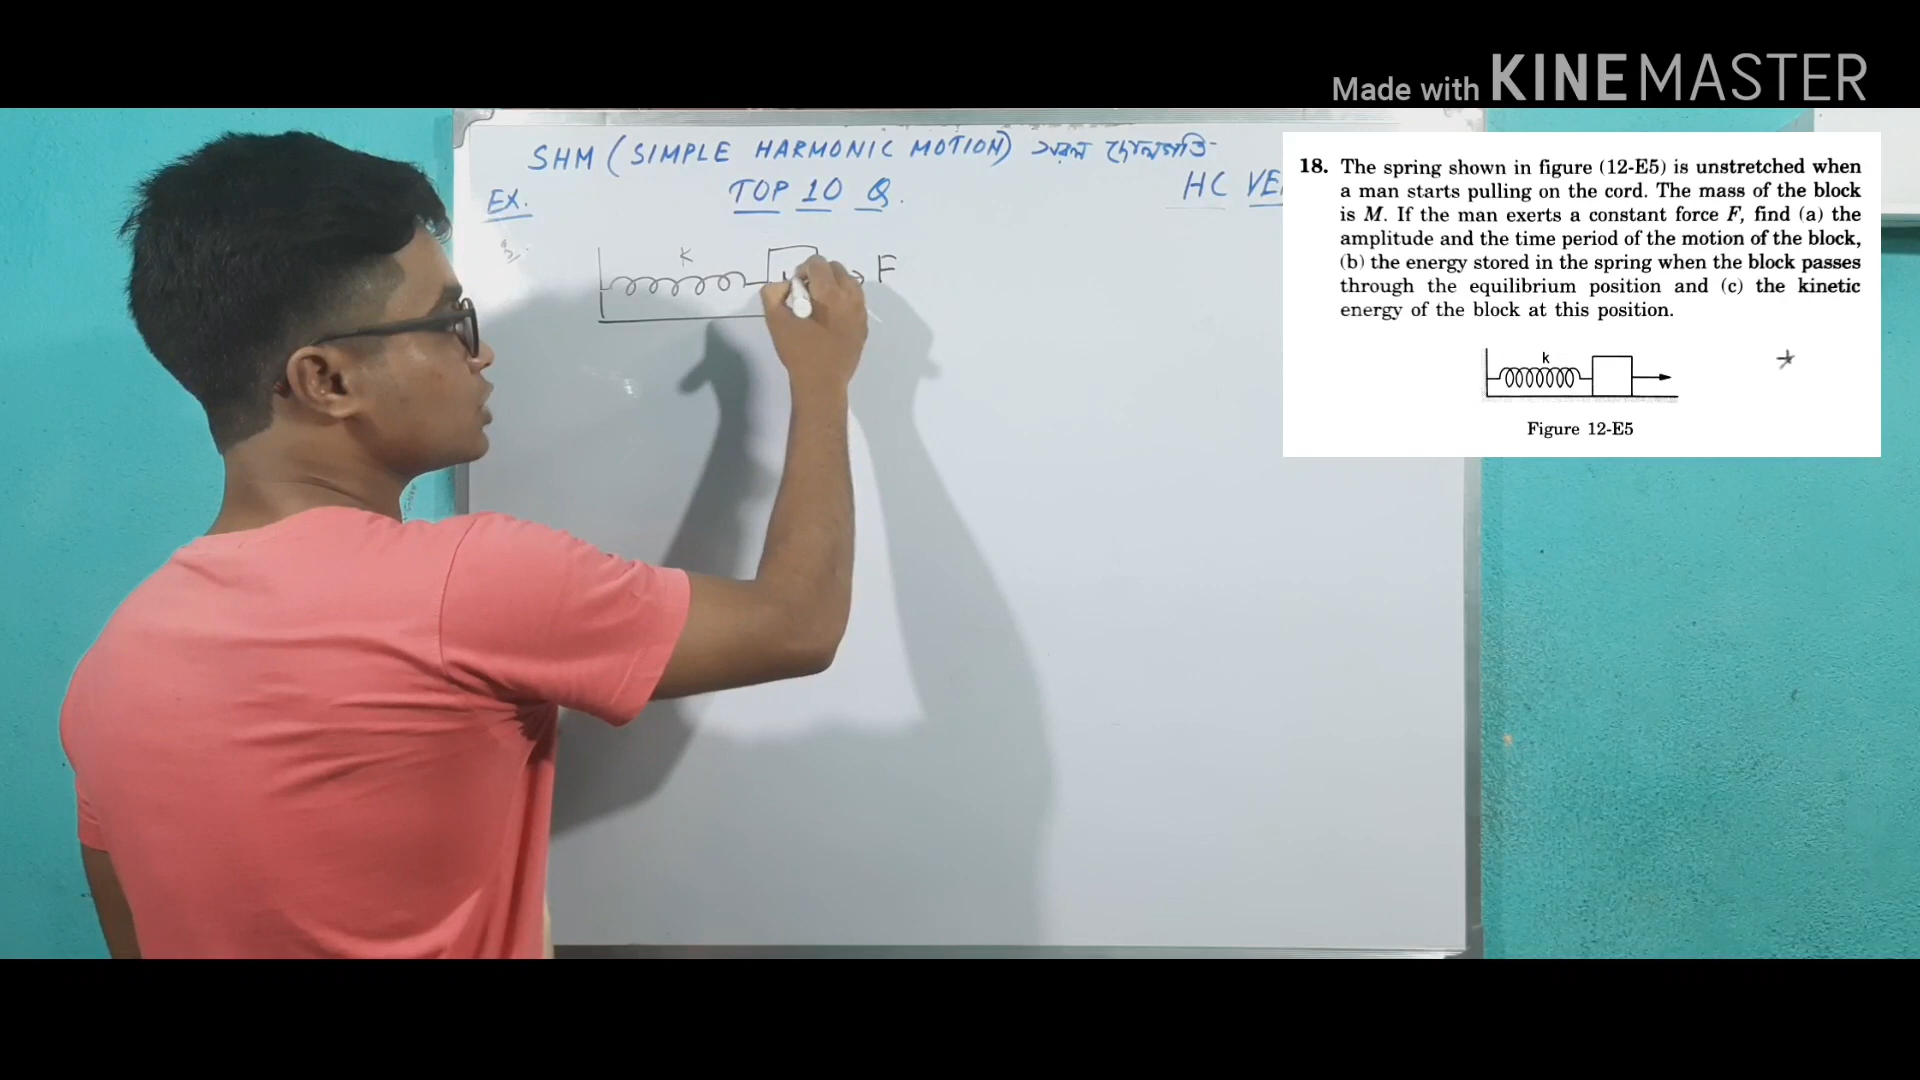 Made with KINEMASTER
SHM (SIMPLE HARMONIC MOTION) সরল দোলগতি
EX.
TOP 10 Q.
HC VE
K
F
18. The spring shown in figure (12-E5) is unstretched when
a man starts pulling on the cord. The mass of the block
is M. If the man exerts a constant force F, find (a) the
amplitude and the time period of the motion of the block,
(b) the energy stored in the spring when the block passes
through the equilibrium position and (c) the kinetic
energy of the block at this position.
k
Figure 12-E5